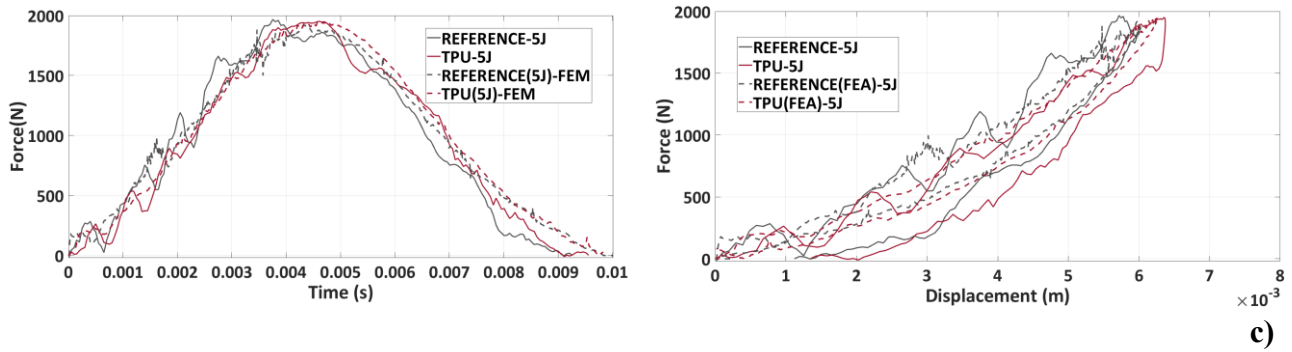 2000
1500
1000
500
0
Force(N)
REFERENCE-5J
TPU-5J
REFERENCE(5J)-FEM
TPU(5J)-FEM
0 0.001 0.002 0.003 0.004 0.005 0.006 0.007 0.008 0.009 0.01
Time (s)
2000
1500
1000
500
0
Force (N)
REFERENCE-5J
TPU-5J
REFERENCE(FEA)-5J
TPU(FEA)-5J
0 1 2 3 4 5 6 7 8
Displacement (m)
×10⁻³
c)